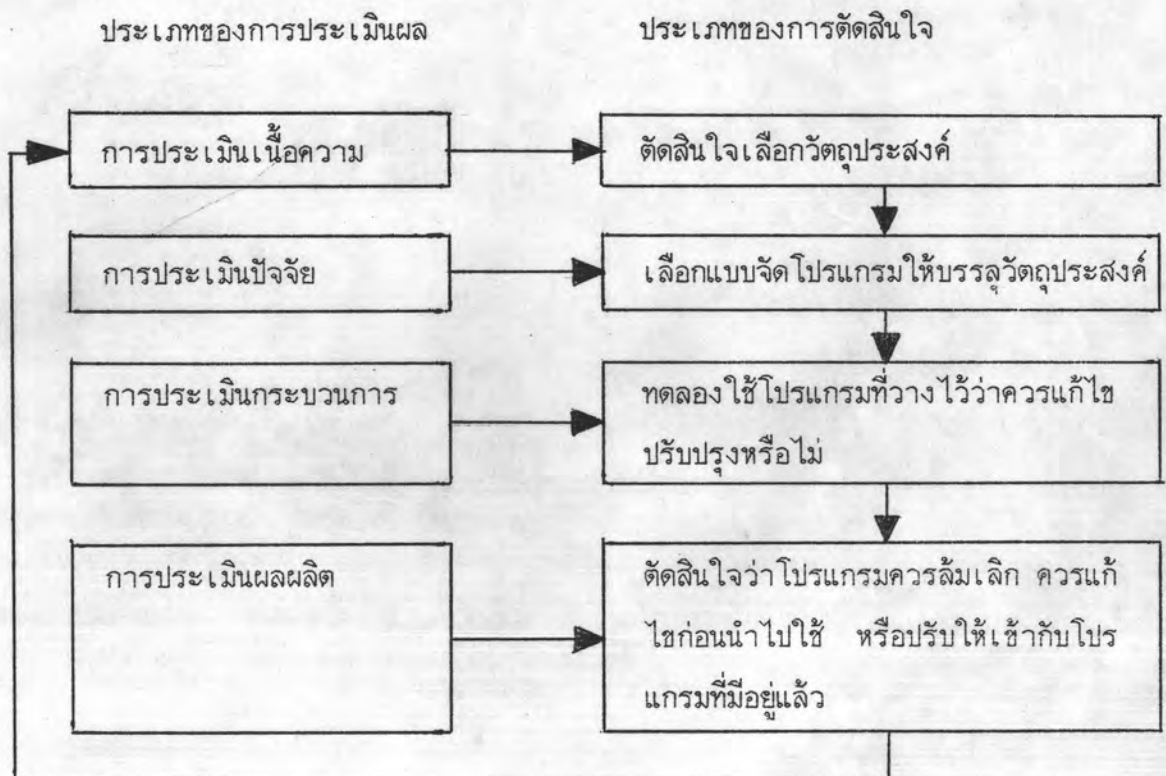 ประเภทของการประเมินผล
ประเภทของการตัดสินใจ
การประเมินเนื้อความ
ตัดสินใจเลือกวัตถุประสงค์
การประเมินปัจจัย
เลือกแบบจัดโปรแกรมให้บรรลุวัตถุประสงค์
การประเมินกระบวนการ
ทดลองใช้โปรแกรมที่วางไว้ว่าควรแก้ไข
ปรับปรุงหรือไม่
การประเมินผลผลิต
ตัดสินใจว่าโปรแกรมควรล้มเลิก ควรแก้
ไขก่อนนำไปใช้ หรือปรับให้เข้ากับโปร
แกรมที่มีอยู่แล้ว